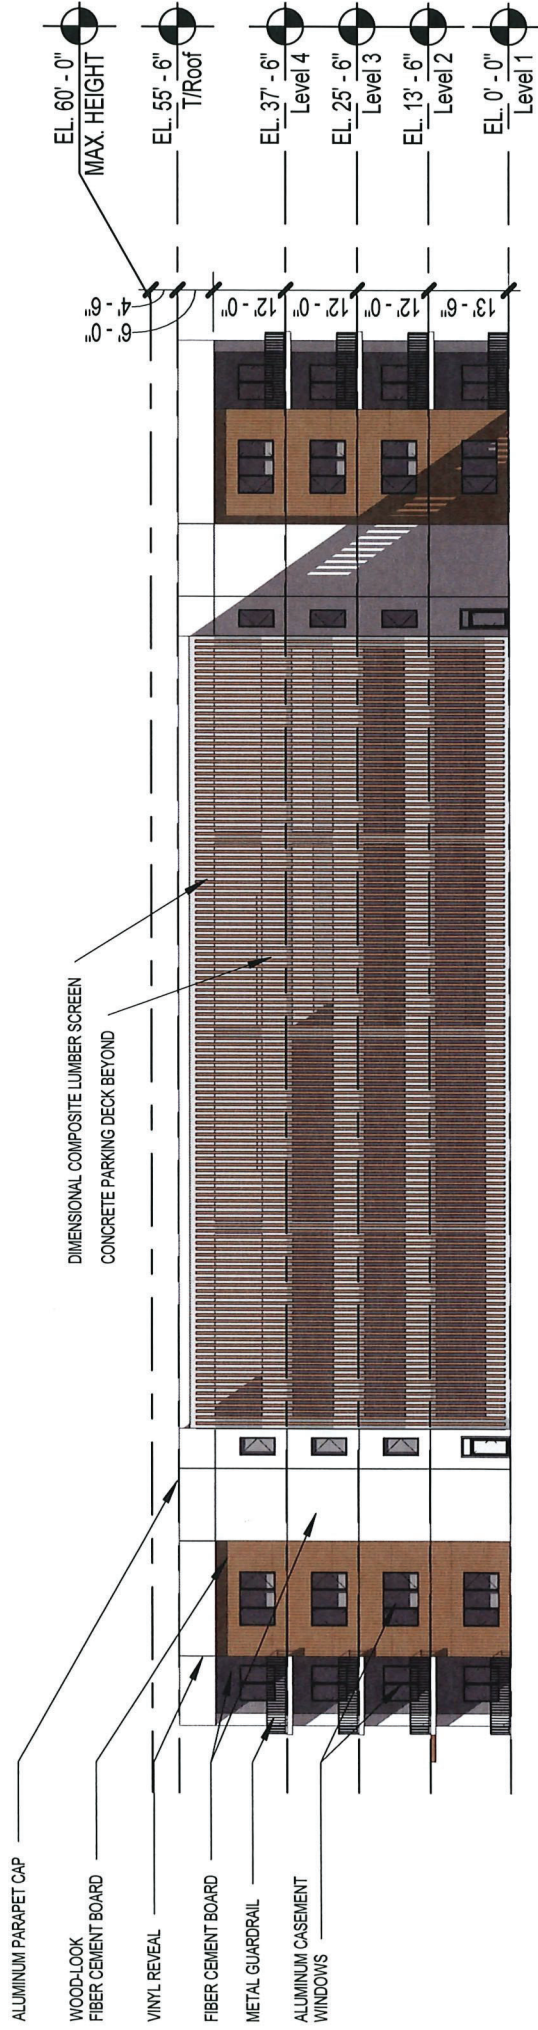 ALUMINUM PARAPET CAP
WOOD-LOOK
FIBER CEMENT BOARD
VINYL REVEAL
FIBER CEMENT BOARD
METAL GUARDRAIL
ALUMINUM CASEMENT
WINDOWS
DIMENSIONAL COMPOSITE LUMBER SCREEN
CONCRETE PARKING DECK BEYOND
4' - 6"
6' - 0"
12' - 0"
12' - 0"
12' - 0"
13' - 6"
EL. 60' - 0"
MAX. HEIGHT
EL. 55' - 6"
T/Roof
EL. 37' - 6"
Level 4
EL. 25' - 6"
Level 3
EL. 13' - 6"
Level 2
EL. 0' - 0"
Level 1